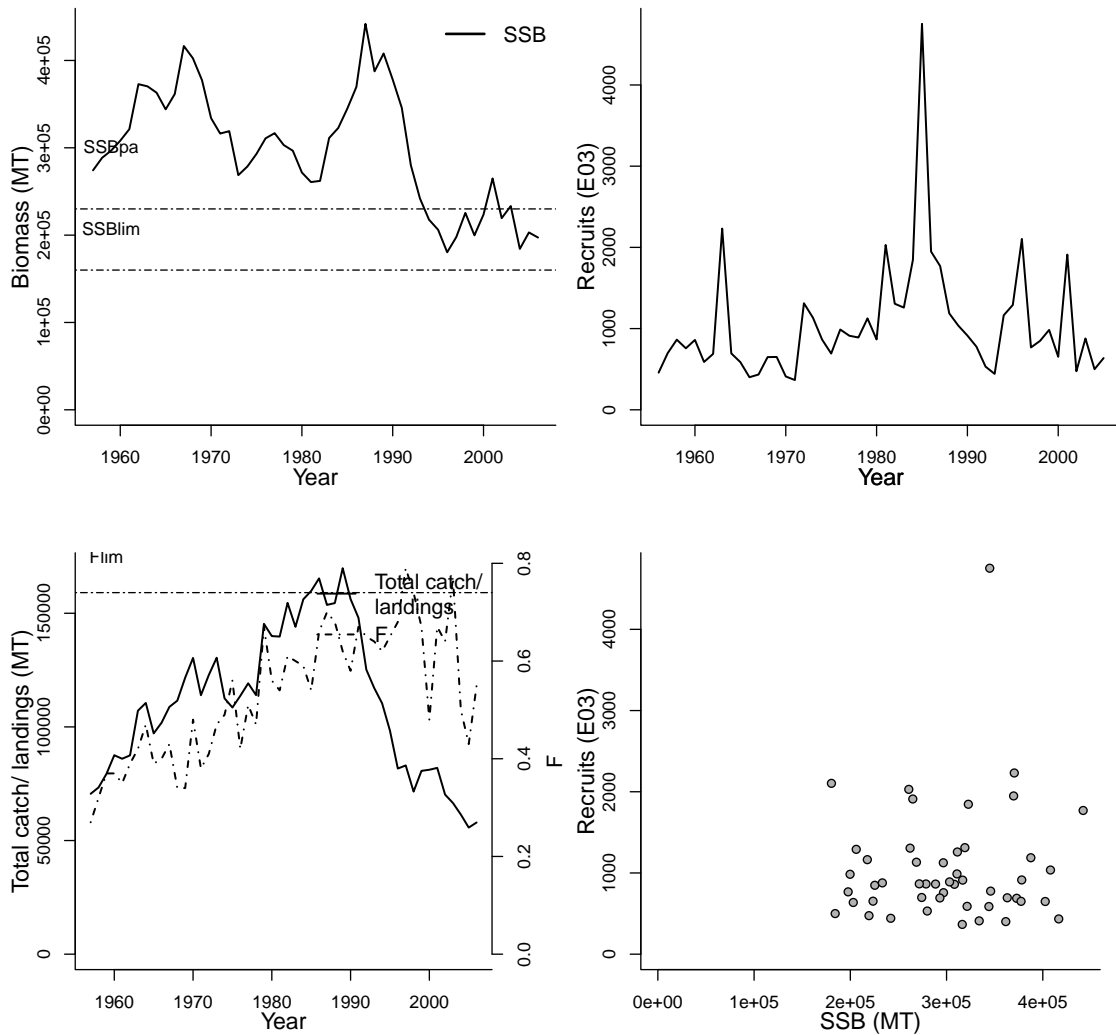 SSB
SSBpa
SSBlim
Biomass (MT)
0e+00 1e+05 2e+05 3e+05 4e+05
1960 1970 1980 1990 2000
Year
Recruits (E03)
0 1000 2000 3000 4000
1960 1970 1980 1990 2000
Year
Flim
Total catch/
landings
F
Total catch/ landings (MT)
0 50000 100000 150000
0.0 0.2 0.4 0.6 0.8
F
1960 1970 1980 1990 2000
Year
Recruits (E03)
0 1000 2000 3000 4000
0e+00 1e+05 2e+05 3e+05 4e+05
SSB (MT)